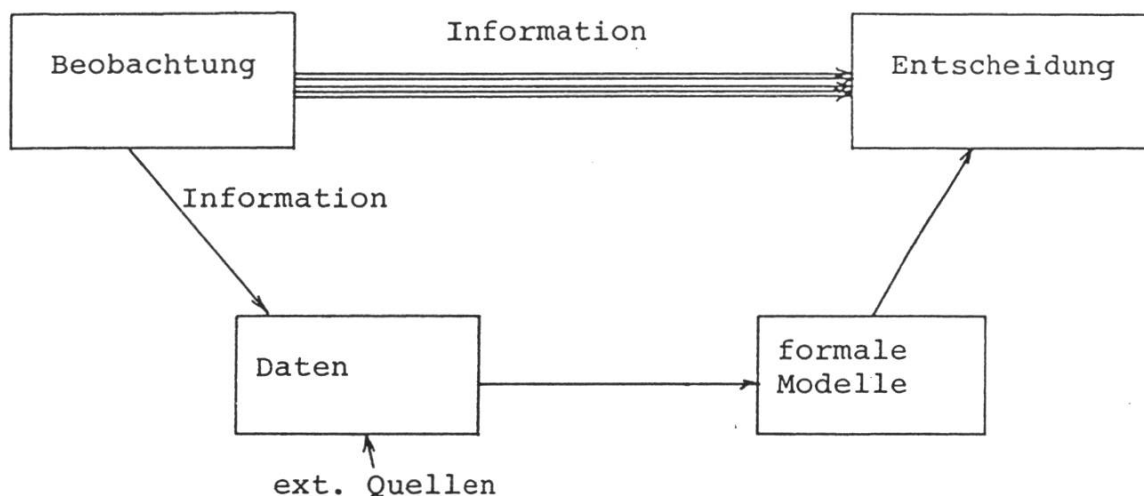 Information
Beobachtung
Entscheidung
Information
Daten
formale
Modelle
ext. Quellen